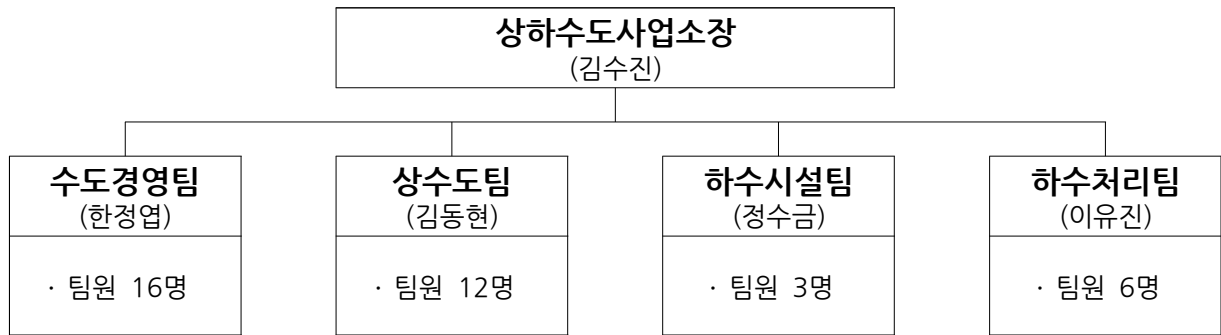 상하수도사업소장
(김수진)
수도경영팀
(한정엽)
· 팀원 16명
상수도팀
(김동현)
· 팀원 12명
하수시설팀
(정수금)
· 팀원 3명
하수처리팀
(이유진)
· 팀원 6명